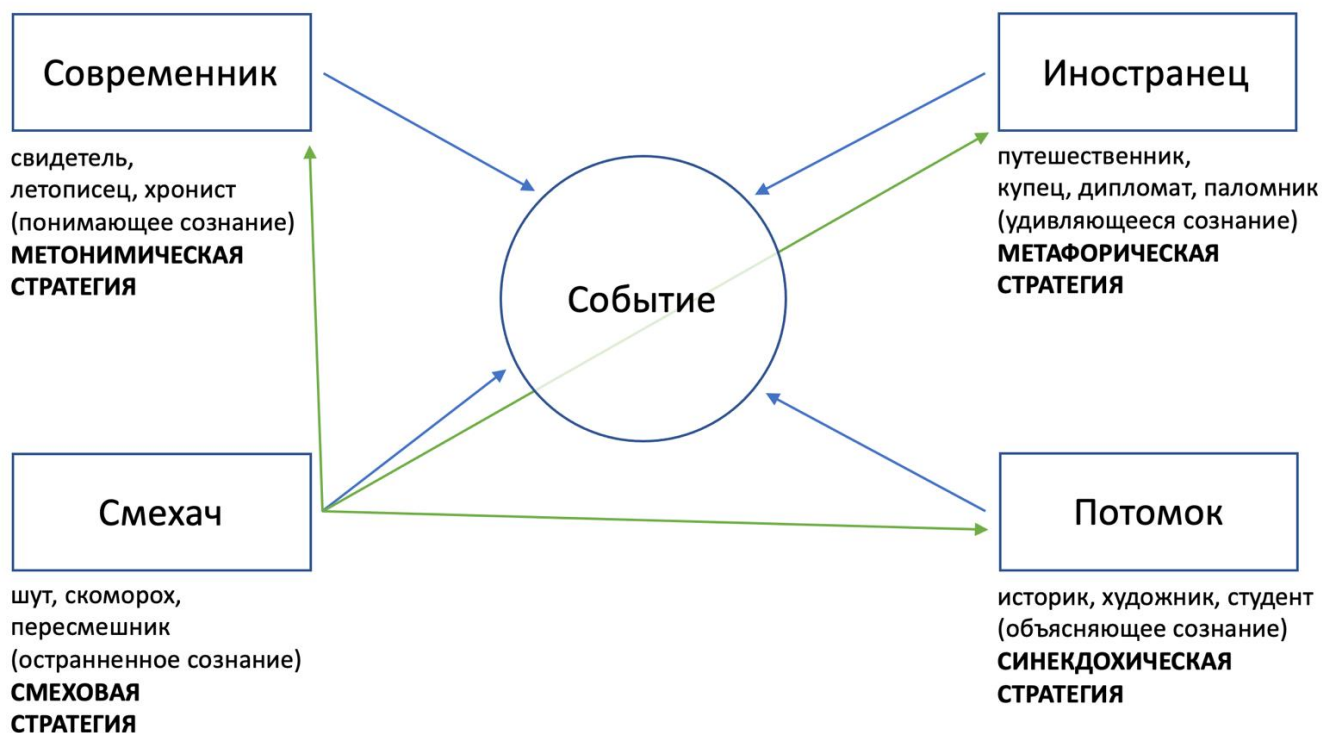 Современник
свидетель,
летописец, хронист
(понимающее сознание)
МЕТОНИМИЧЕСКАЯ
СТРАТЕГИЯ
Иностранец
путешественник,
купец, дипломат, паломник
(удивляющееся сознание)
МЕТАФОРИЧЕСКАЯ
СТРАТЕГИЯ
Событие
Смехач
шут, скоморох,
пересмешник
(остранненное сознание)
СМЕХОВАЯ
СТРАТЕГИЯ
Потомок
историк, художник, студент
(объясняющее сознание)
СИНЕКДОХИЧЕСКАЯ
СТРАТЕГИЯ